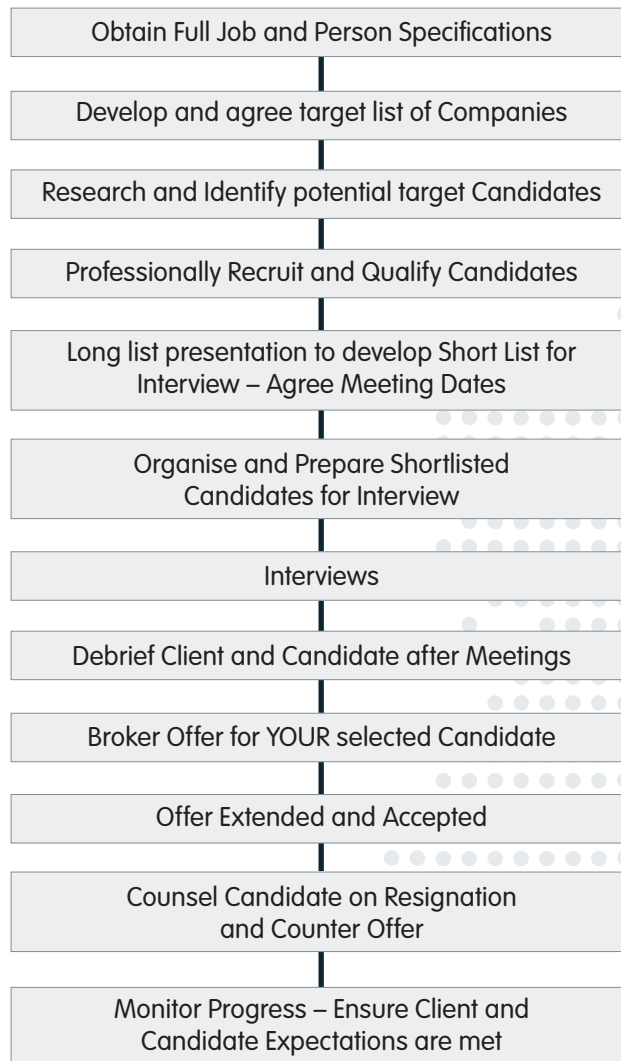 Obtain Full Job and Person Specifications
Develop and agree target list of Companies
Research and Identify potential target Candidates
Professionally Recruit and Qualify Candidates
Long list presentation to develop Short List for
Interview – Agree Meeting Dates
Organise and Prepare Shortlisted
Candidates for Interview
Interviews
Debrief Client and Candidate after Meetings
Broker Offer for YOUR selected Candidate
Offer Extended and Accepted
Counsel Candidate on Resignation
and Counter Offer
Monitor Progress – Ensure Client and
Candidate Expectations are met